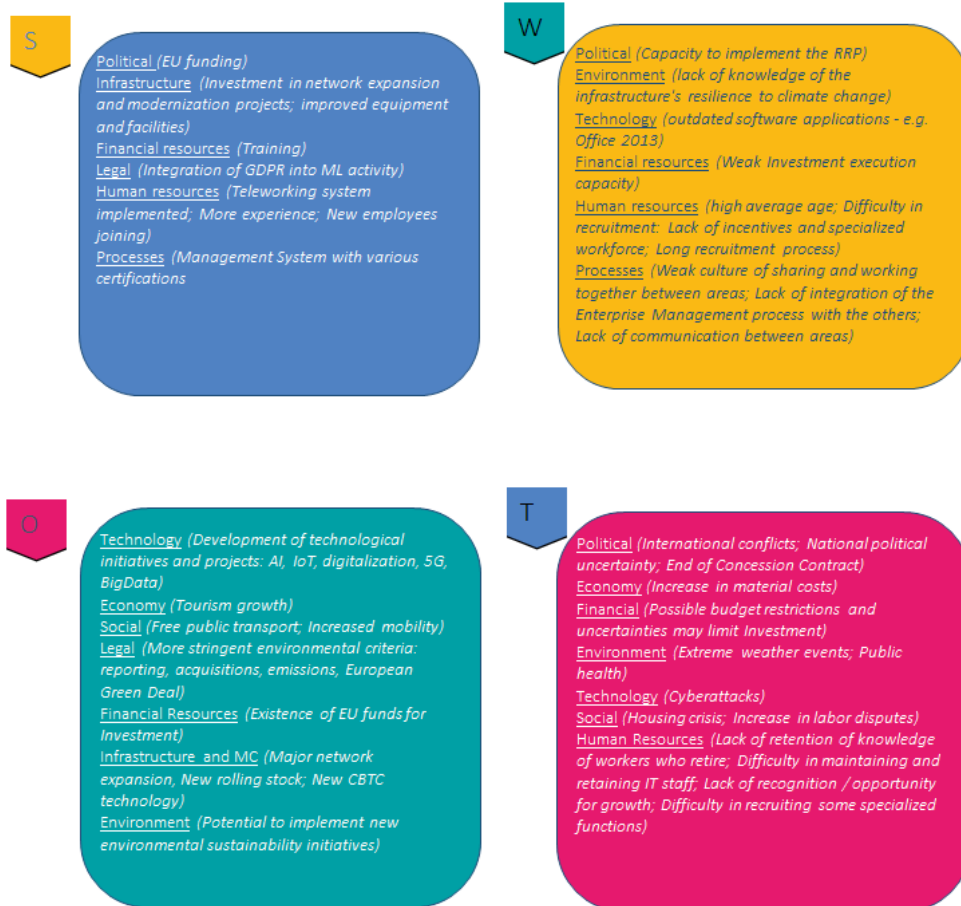 S
Political (EU funding)
Infrastructure (Investment in network expansion
and modernization projects; improved equipment
and facilities)
Financial resources (Training)
Legal (Integration of GDPR into ML activity)
Human resources (Teleworking system
implemented; More experience; New employees
joining)
Processes (Management System with various
certifications
W
Political (Capacity to implement the RRP)
Environment (lack of knowledge of the
infrastructure's resilience to climate change)
Technology (outdated software applications - e.g.
Office 2013)
Financial resources (Weak Investment execution
capacity)
Human resources (high average age; Difficulty in
recruitment: Lack of incentives and specialized
workforce; Long recruitment process)
Processes (Weak culture of sharing and working
together between areas; Lack of integration of the
Enterprise Management process with the others;
Lack of communication between areas)
O
Technology (Development of technological
initiatives and projects: AI, IoT, digitalization, 5G,
BigData)
Economy (Tourism growth)
Social (Free public transport; Increased mobility)
Legal (More stringent environmental criteria:
reporting, acquisitions, emissions, European
Green Deal)
Financial Resources (Existence of EU funds for
Investment)
Infrastructure and MC (Major network
expansion, New rolling stock; New CBTC
technology)
Environment (Potential to implement new
environmental sustainability initiatives)
T
Political (International conflicts; National political
uncertainty; End of Concession Contract)
Economy (Increase in material costs)
Financial (Possible budget restrictions and
uncertainties may limit Investment)
Environment (Extreme weather events; Public
health)
Technology (Cyberattacks)
Social (Housing crisis; Increase in labor disputes)
Human Resources (Lack of retention of knowledge
of workers who retire; Difficulty in maintaining and
retaining IT staff; Lack of recognition / opportunity
for growth; Difficulty in recruiting some specialized
functions)